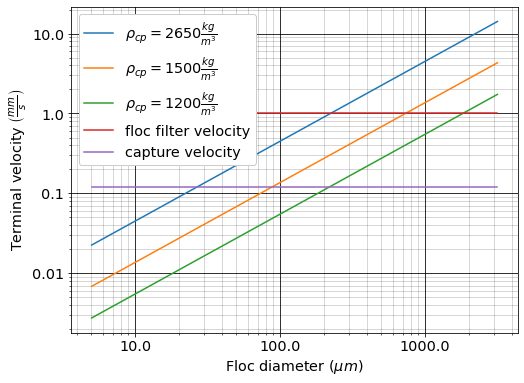 10.0
1.0
0.1
0.01
Terminal velocity (mm/s)
ρcp = 2650 kg/m³
ρcp = 1500 kg/m³
ρcp = 1200 kg/m³
floc filter velocity
capture velocity
10.0 100.0 1000.0
Floc diameter (μm)